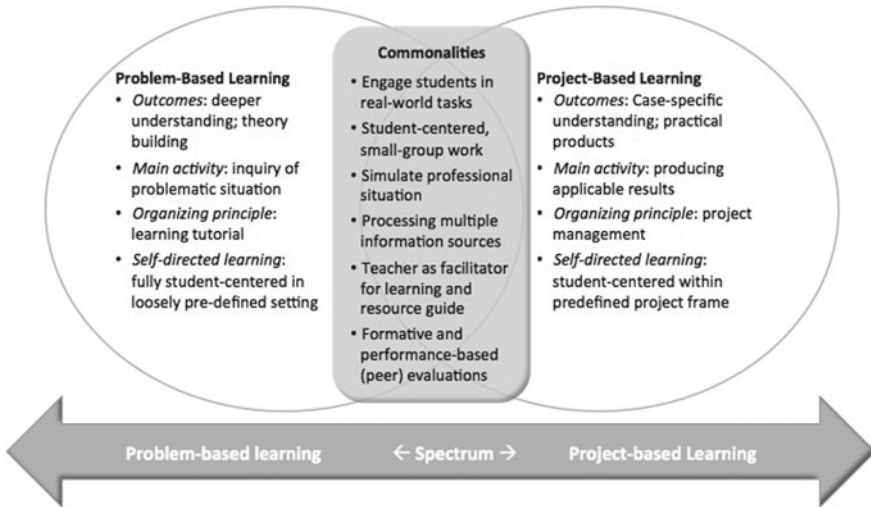 Problem-Based Learning
• Outcomes: deeper
understanding; theory
building
• Main activity: inquiry of
problematic situation
• Organizing principle:
learning tutorial
• Self-directed learning:
fully student-centered in
loosely pre-defined setting
Commonalities
• Engage students in
real-world tasks
• Student-centered,
small-group work
• Simulate professional
situation
• Processing multiple
information sources
• Teacher as facilitator
for learning and
resource guide
• Formative and
performance-based
(peer) evaluations
Project-Based Learning
• Outcomes: Case-specific
understanding; practical
products
• Main activity: producing
applicable results
• Organizing principle: project
management
• Self-directed learning:
student-centered within
predefined project frame
Problem-based learning ← Spectrum → Project-based Learning